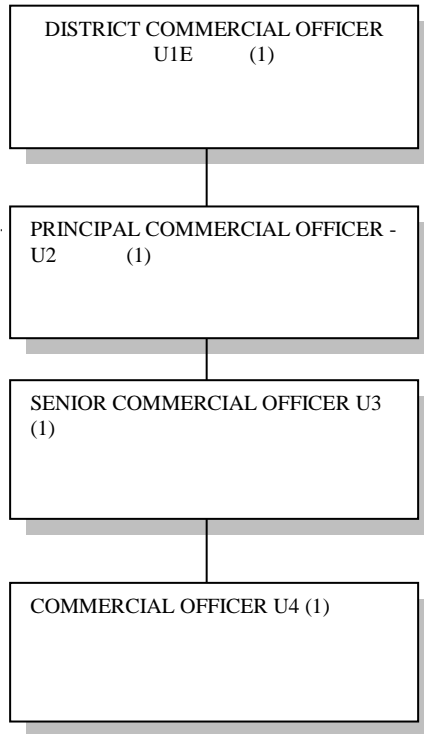 DISTRICT COMMERCIAL OFFICER
U1E (1)
PRINCIPAL COMMERCIAL OFFICER -
U2 (1)
SENIOR COMMERCIAL OFFICER U3
(1)
COMMERCIAL OFFICER U4 (1)